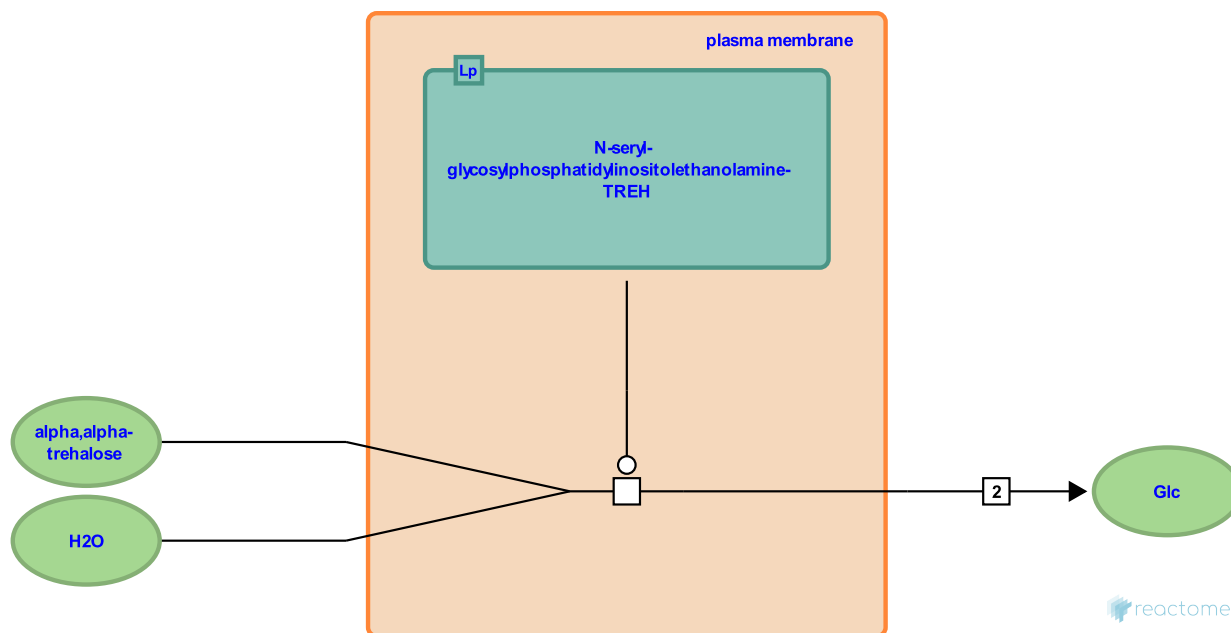 plasma membrane
Lp
N-seryl-
glycosylphosphatidylinositolethanolamine-
TREH
alpha,alpha-
trehalose
H2O
2
Glc
reactome